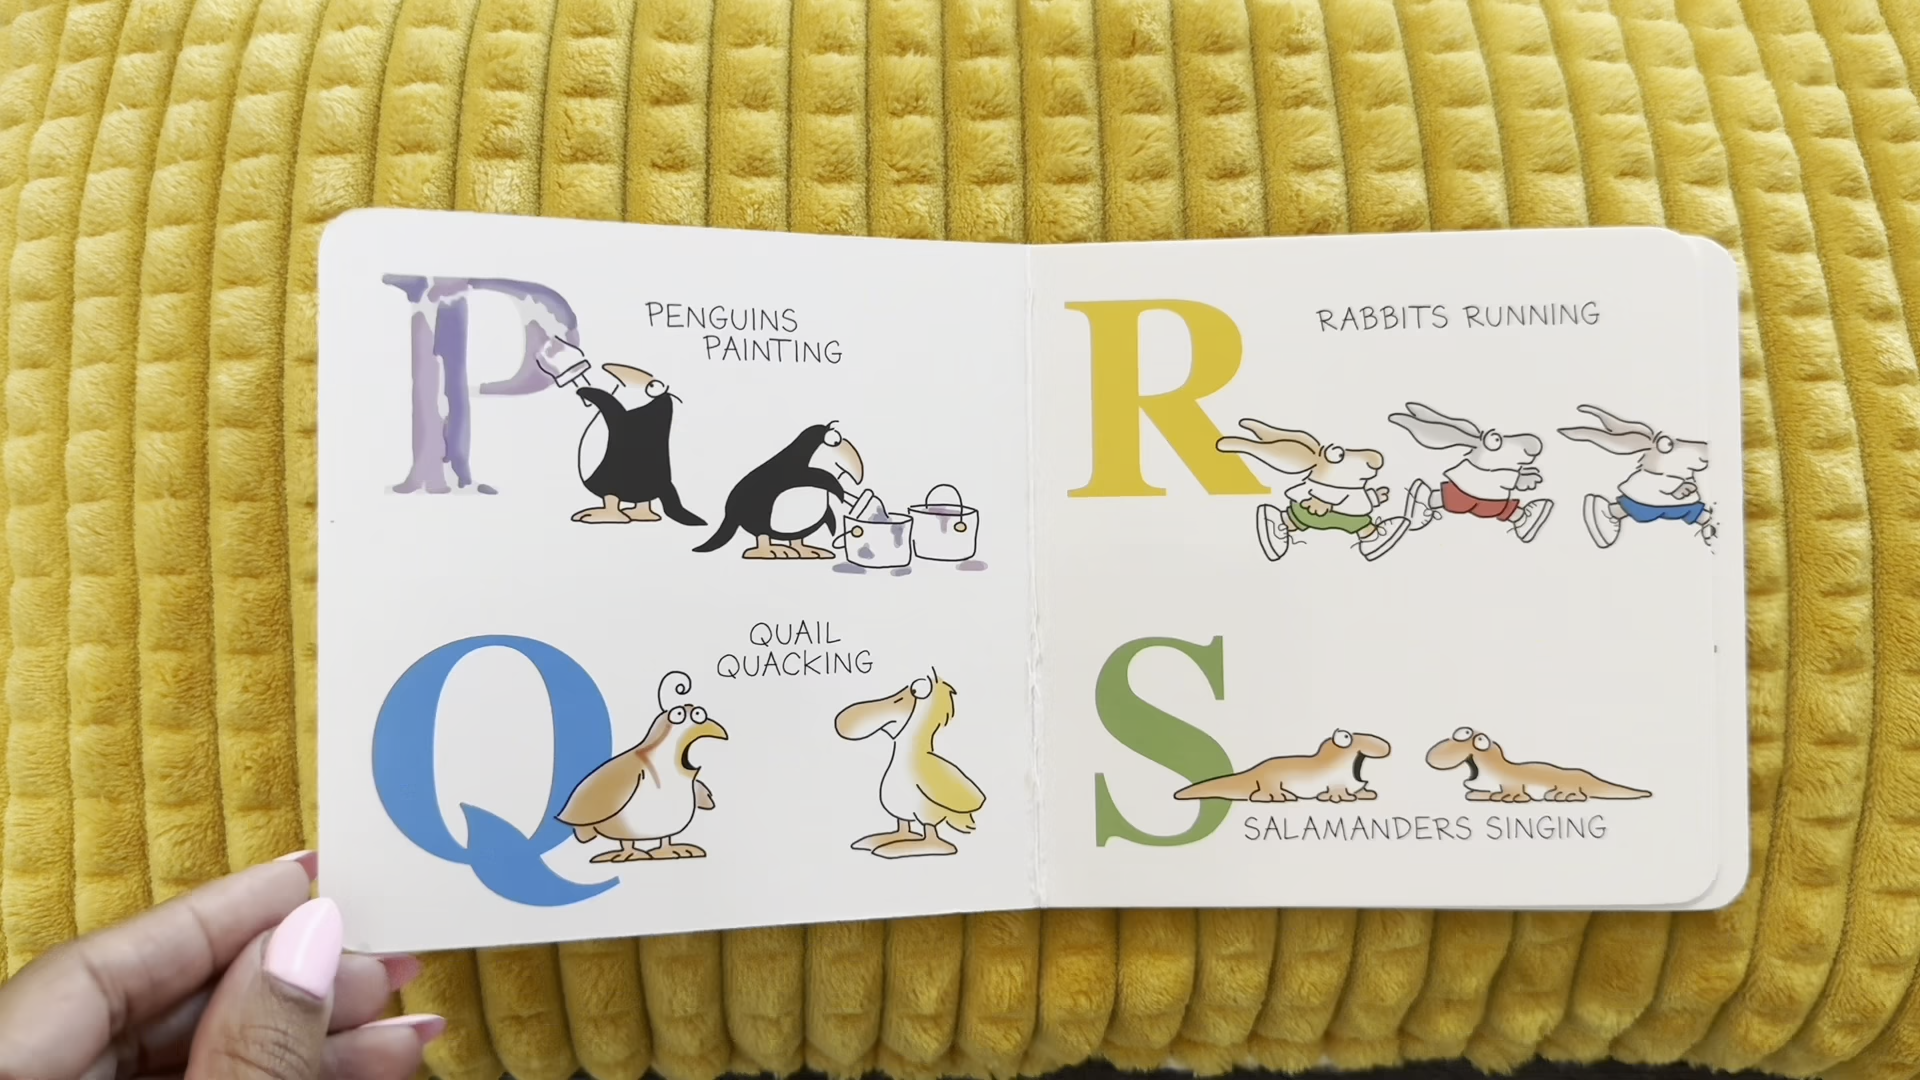 P
PENGUINS
PAINTING
Q
QUAIL
QUACKING
R
RABBITS RUNNING
S
SALAMANDERS SINGING